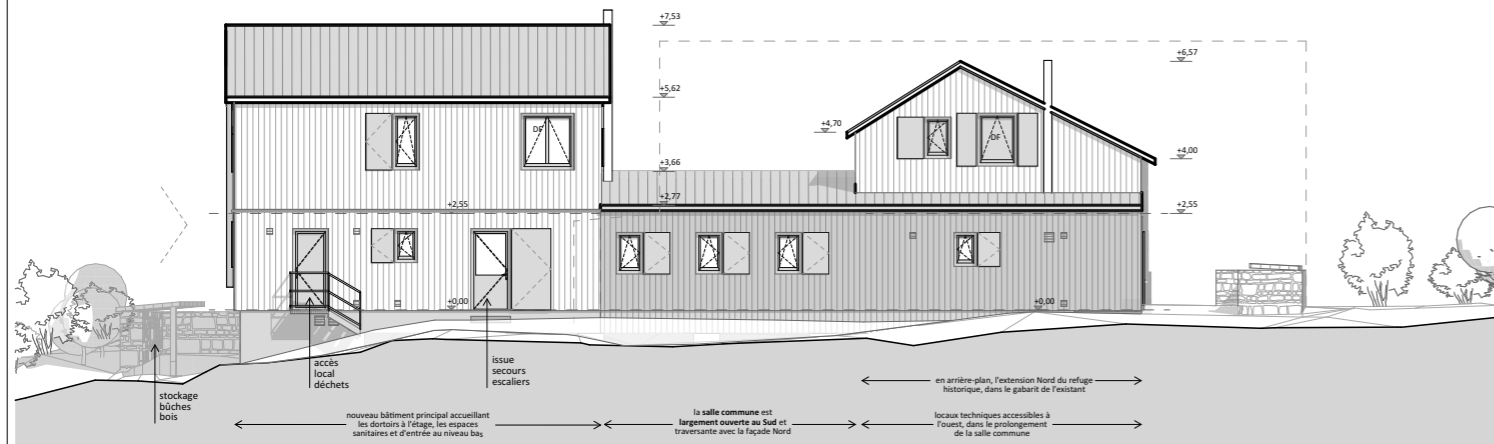 +7,53
+6,57
+5,62
DF
DF
+4,70
+4,00
+3,66
+2,77
+2,55
+2,55
+0,00
+0,00
accès
local
déchets
issue
secours
escaliers
stockage
bûches
bois
en arrière-plan, l'extension Nord du refuge
historique, dans le gabarit de l'existant
nouveau bâtiment principal accueillant
les dortoirs à l'étage, les espaces
sanitaires et d'entrée au niveau bas
la salle commune est
largement ouverte au Sud et
traversante avec la façade Nord
locaux techniques accessibles à
l'ouest, dans le prolongement
de la salle commune